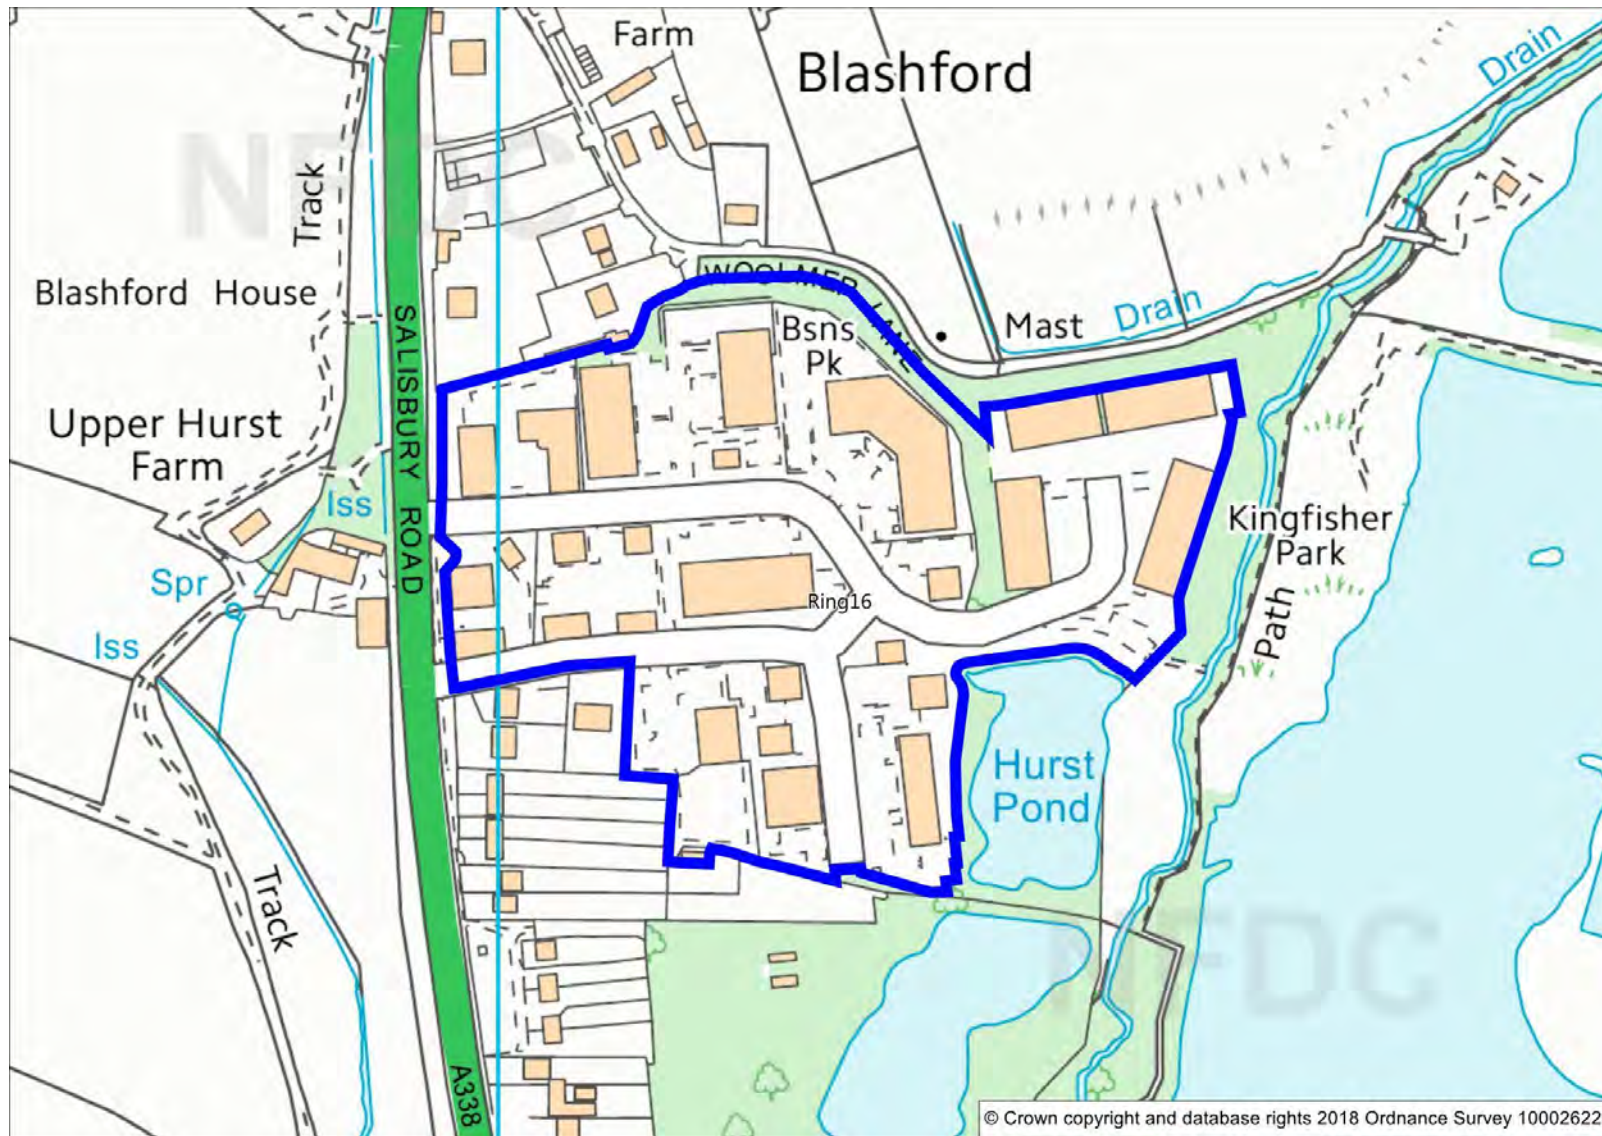 Farm
Blashford
Drain
NFDC
Track
Blashford House
WOOLMER LANE
Bsns
Pk
Mast
Drain
SALISBURY ROAD
Upper Hurst
Farm
Iss
Kingfisher
Park
Spr
Ring16
Path
Iss
Hurst
Pond
Track
NFDC
A338
© Crown copyright and database rights 2018 Ordnance Survey 10002622